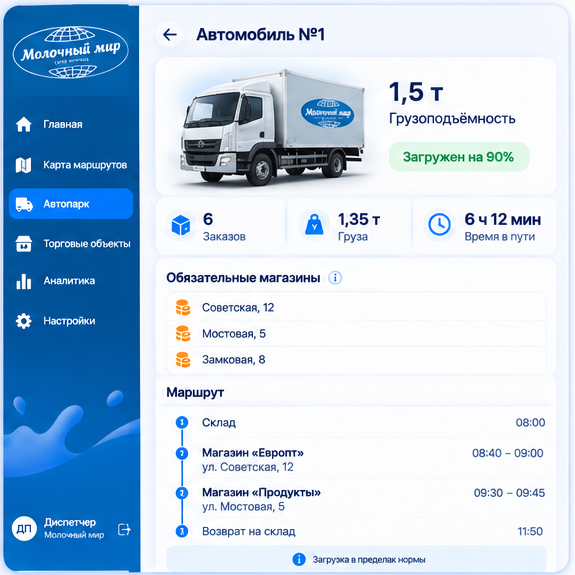 Молочный мир
Главная
Карта маршрутов
Автопарк
Торговые объекты
Аналитика
Настройки
ДП
Диспетчер
Молочный мир
Автомобиль №1
Молочный мир
1,5 т
Грузоподъёмность
Загружен на 90%
6
Заказов
1,35 т
Груза
6 ч 12 мин
Время в пути
Обязательные магазины
i
Советская, 12
Мостовая, 5
Замковая, 8
Маршрут
Склад
08:00
Магазин «Европт»
08:40 – 09:00
ул. Советская, 12
Магазин «Продукты»
09:30 – 09:45
ул. Мостовая, 5
Возврат на склад
11:50
i
Загрузка в пределах нормы